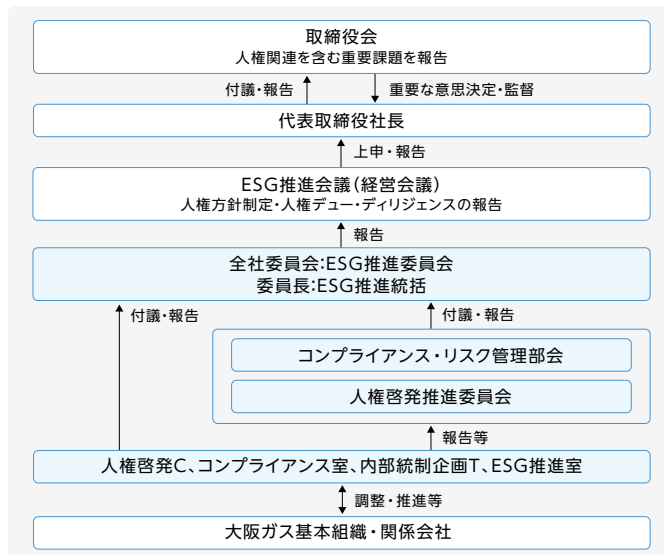 取締役会
人権関連を含む重要課題を報告
付議・報告
重要な意思決定・監督
代表取締役社長
上申・報告
ESG推進会議(経営会議)
人権方針制定・人権デュー・ディリジェンスの報告
報告
全社委員会:ESG推進委員会
委員長:ESG推進統括
付議・報告
付議・報告
コンプライアンス・リスク管理部会
人権啓発推進委員会
報告等
人権啓発C、コンプライアンス室、内部統制企画T、ESG推進室
調整・推進等
大阪ガス基本組織・関係会社